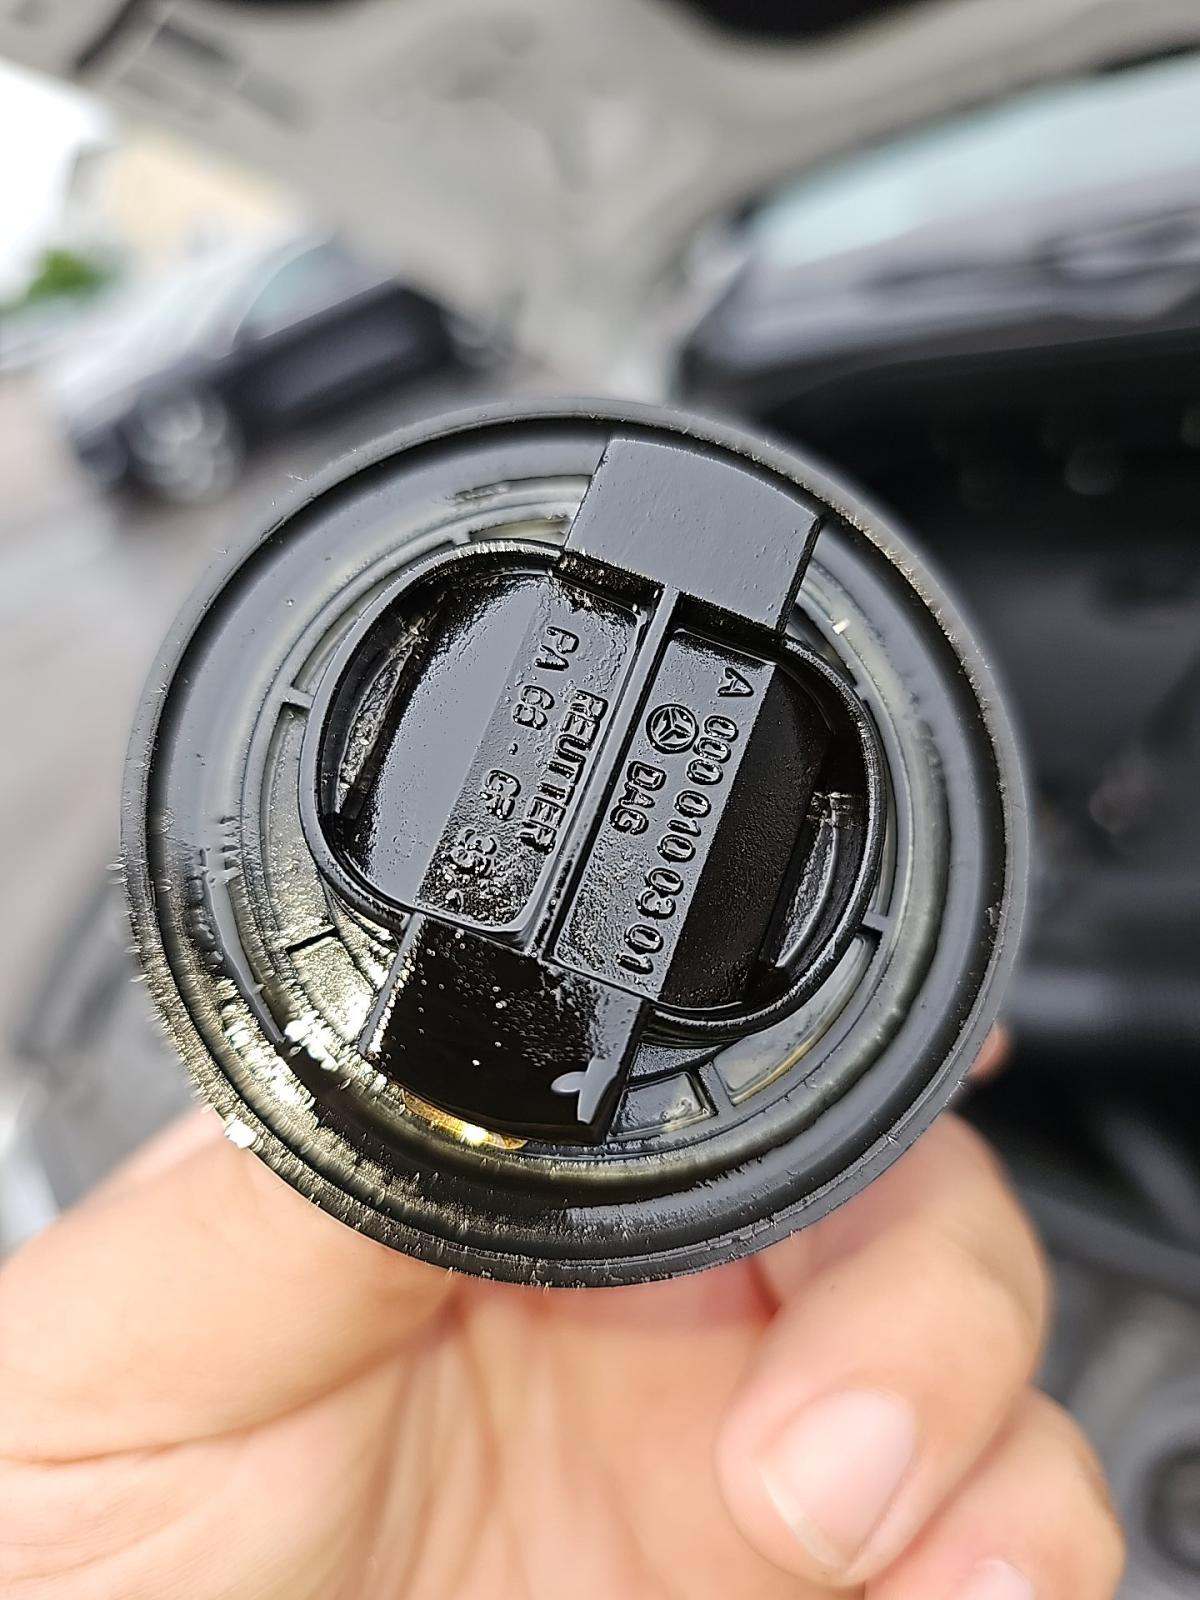 A 000 010 03 01
DAG
REUTTER
PA 66 - GF 35